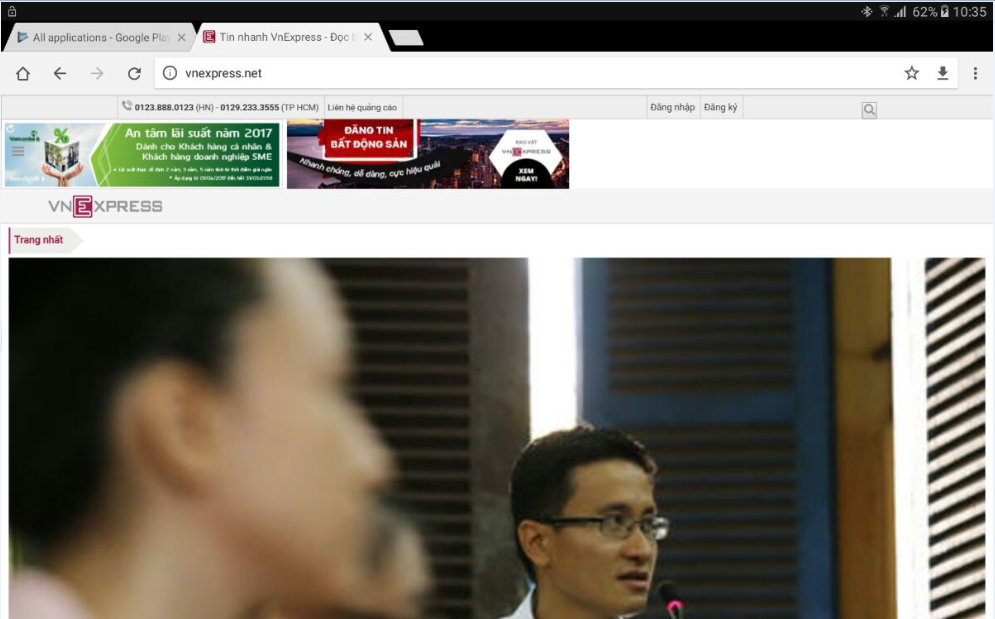 62% 10:35
All applications - Google Play
Tin nhanh VnExpress - Đọc b
vnexpress.net
0123.888.0123 (HN) - 0129.233.3555 (TP HCM) Liên hệ quảng cáo Đăng nhập Đăng ký
An tâm lãi suất năm 2017
Dành cho Khách hàng cá nhân &
Khách hàng doanh nghiệp SME
ĐĂNG TIN
BẤT ĐỘNG SẢN
Nhanh chóng, dễ dàng, cực hiệu quả!
RAO VẶT
VNEXPRESS
XEM
NGAY!
VNEXPRESS
Trang nhất